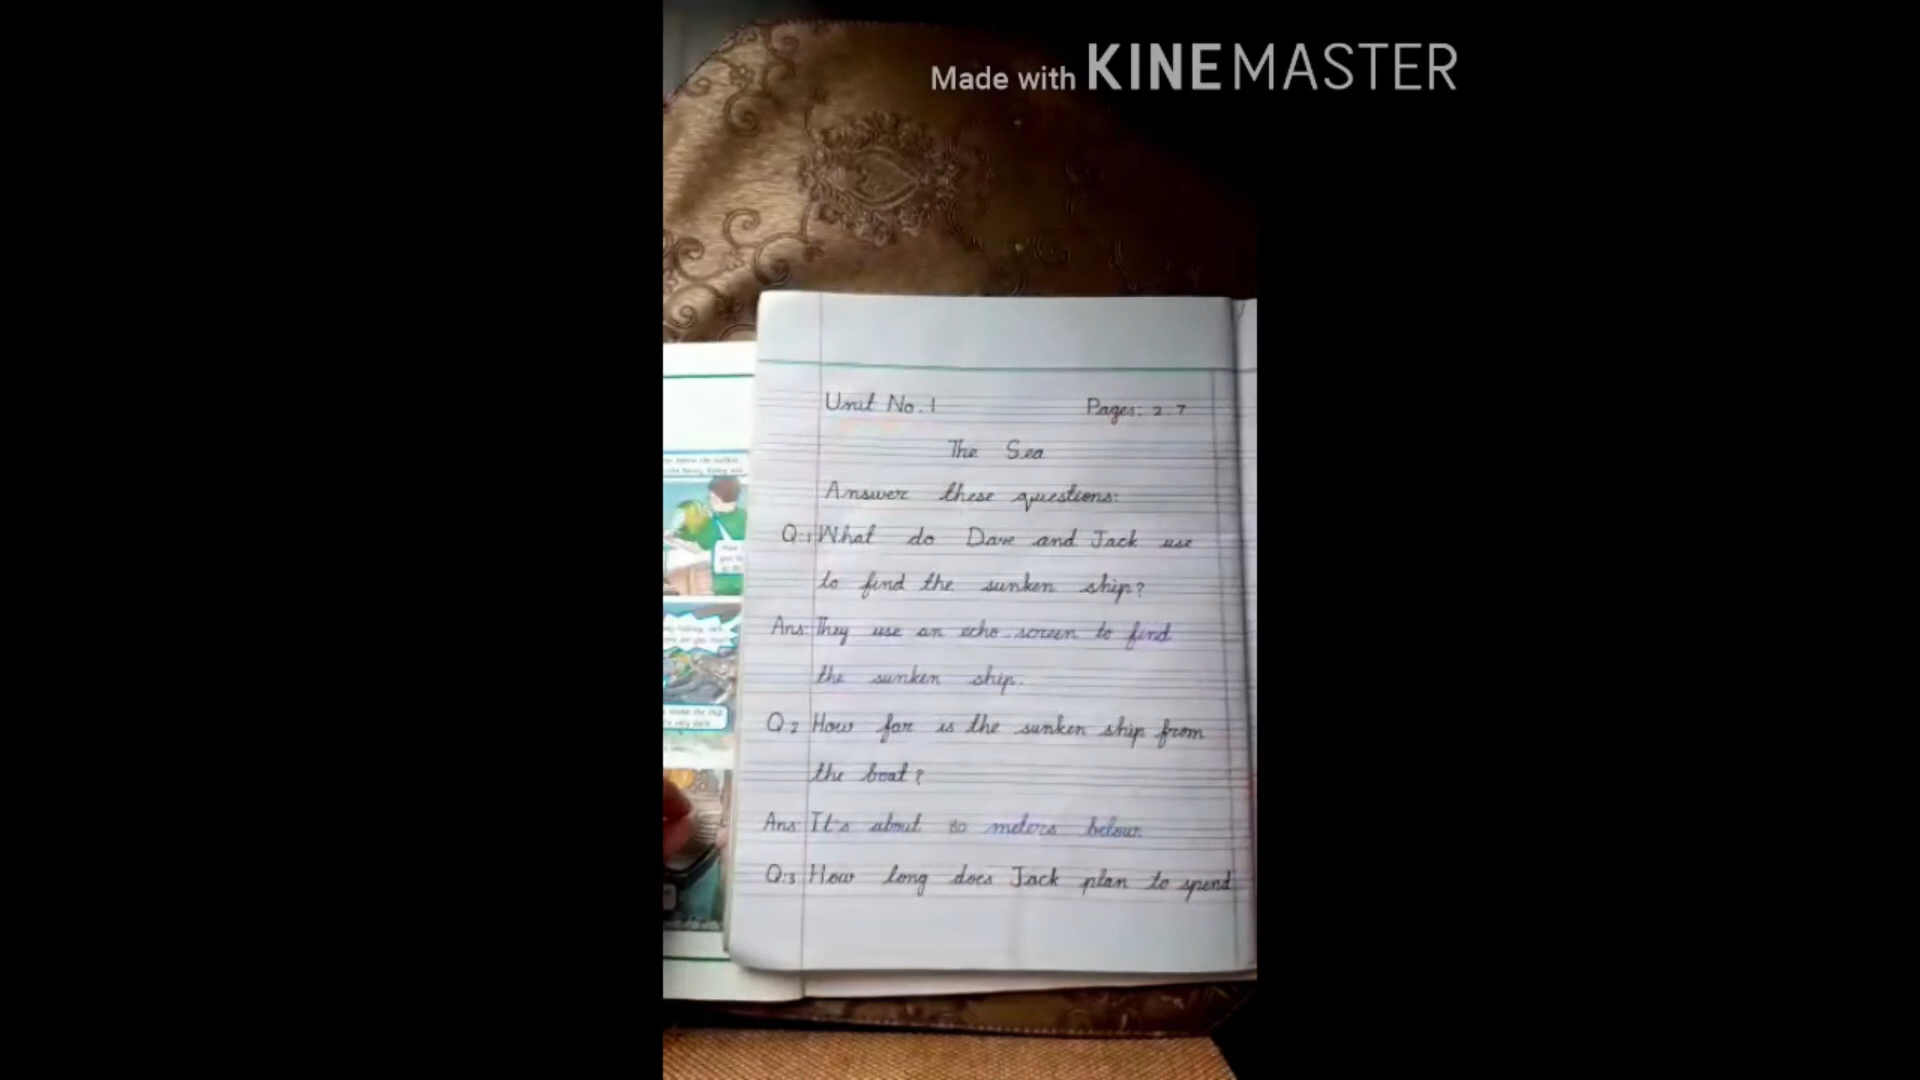 Made with KINEMASTER
Unit No. 1 Pages: 2-7
The Sea
Answer these questions:
Q:1 What do Dave and Jack use
to find the sunken ship?
Ans: They use an echo-screen to find
the sunken ship.
Q:2 How far is the sunken ship from
the boat?
Ans: It's about 80 meters below.
Q:3 How long does Jack plan to spend